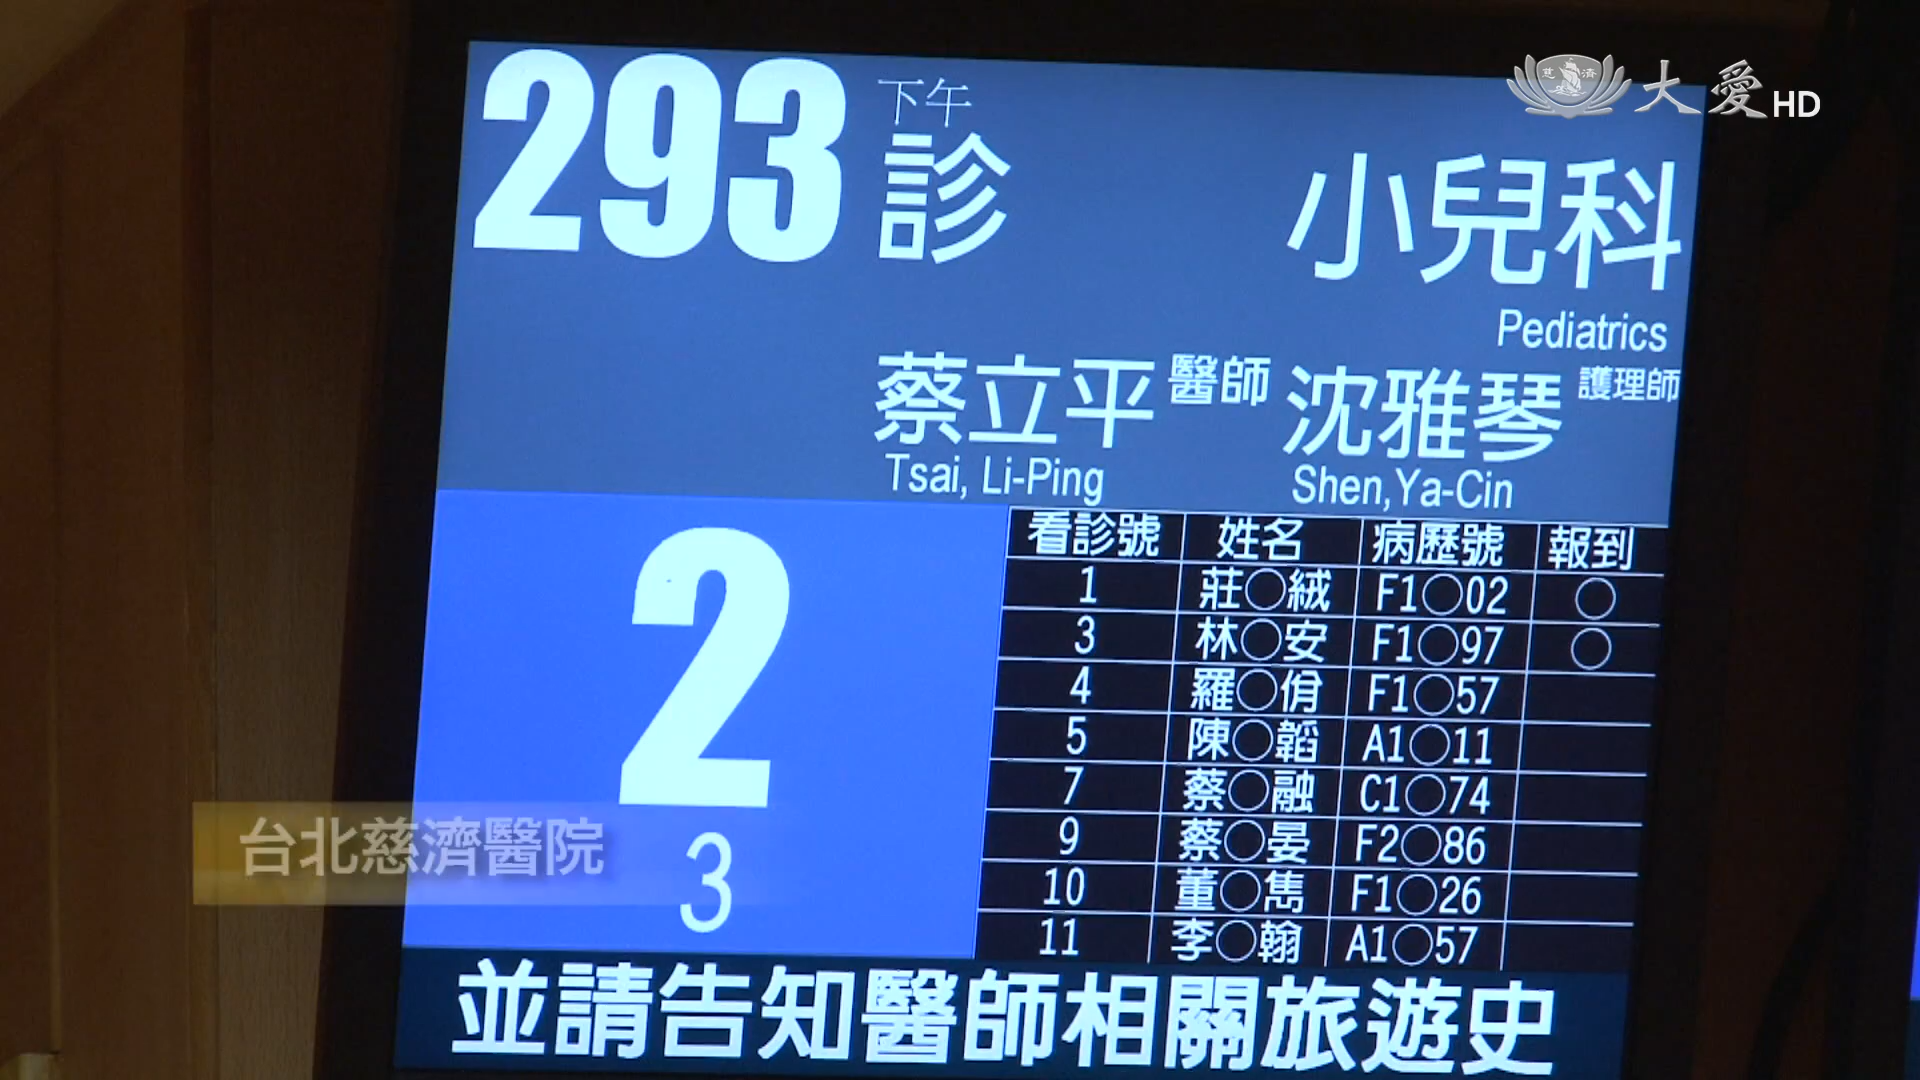 293 下午 診 小兒科
Pediatrics
慈濟 大愛HD
蔡立平 醫師 沈雅琴 護理師
Tsai, Li-Ping Shen,Ya-Cin
2
3
看診號 姓名 病歷號 報到
1 莊○絨 F1○02 ○
3 林○安 F1○97 ○
4 羅○佾 F1○57
5 陳○韜 A1○11
7 蔡○融 C1○74
9 蔡○晏 F2○86
10 董○雋 F1○26
11 李○翰 A1○57
台北慈濟醫院
並請告知醫師相關旅遊史